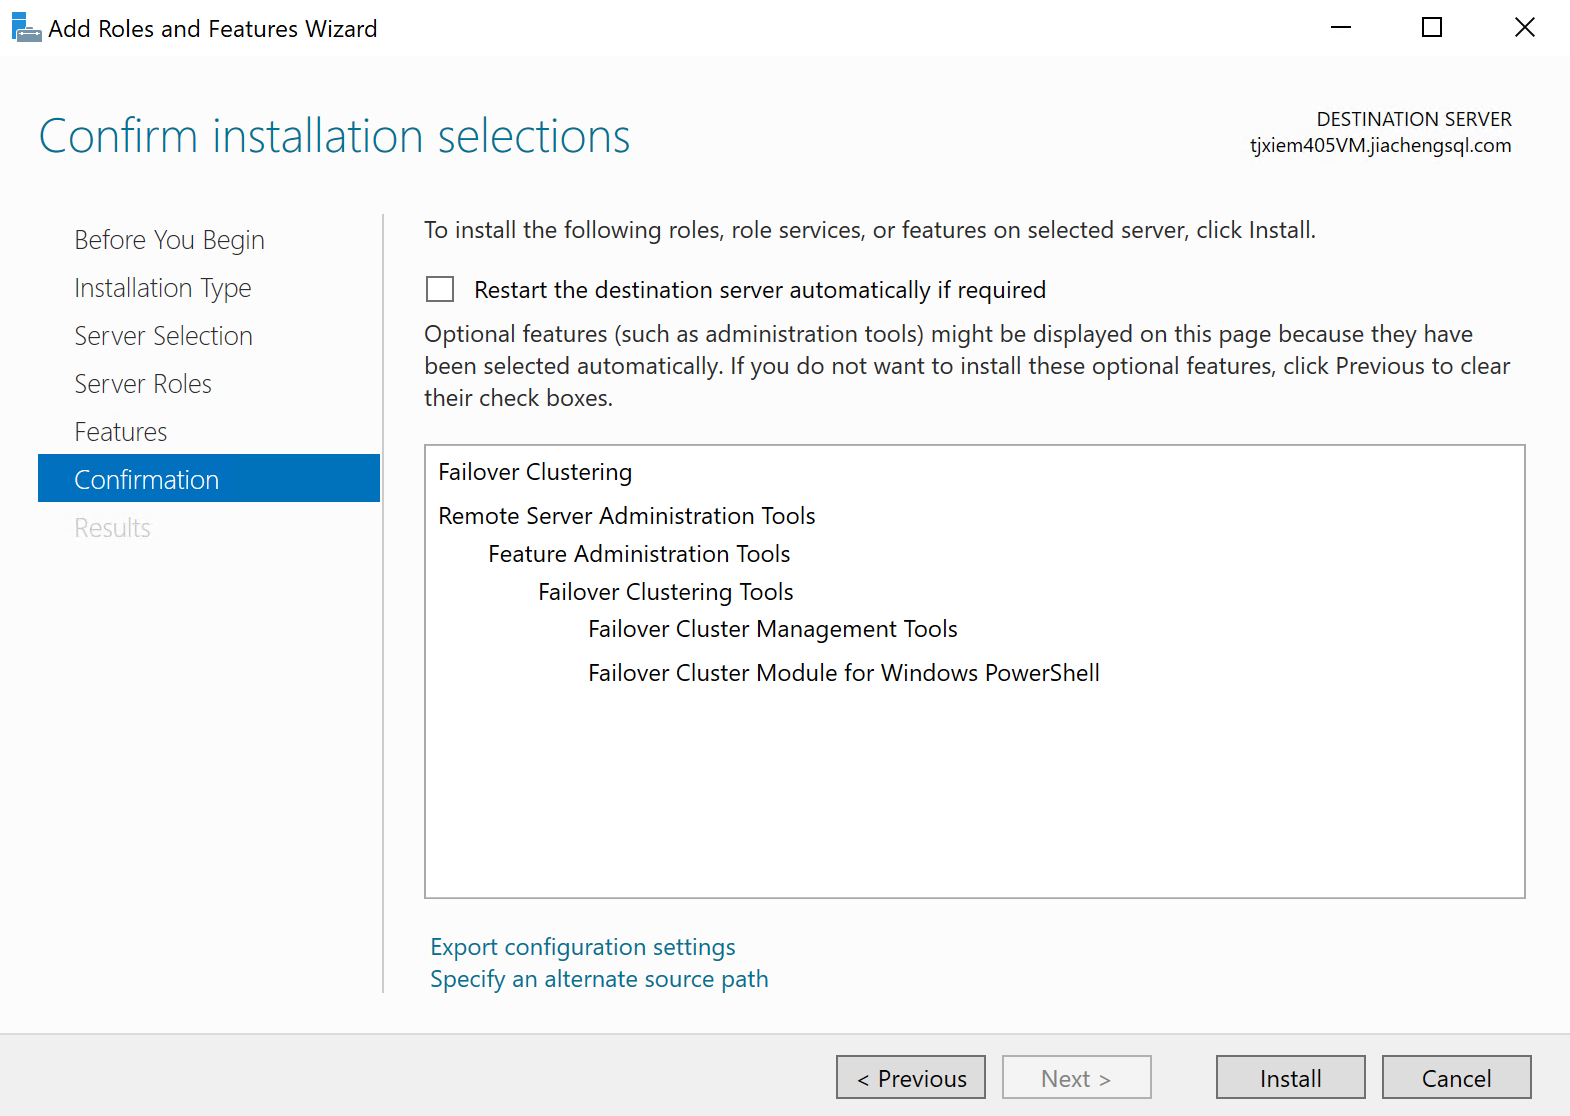 Add Roles and Features Wizard
Confirm installation selections
DESTINATION SERVER
tjxiem405VM.jiachengsql.com
Before You Begin
Installation Type
Server Selection
Server Roles
Features
Confirmation
Results
To install the following roles, role services, or features on selected server, click Install.
Restart the destination server automatically if required
Optional features (such as administration tools) might be displayed on this page because they have
been selected automatically. If you do not want to install these optional features, click Previous to clear
their check boxes.
Failover Clustering
Remote Server Administration Tools
Feature Administration Tools
Failover Clustering Tools
Failover Cluster Management Tools
Failover Cluster Module for Windows PowerShell
Export configuration settings
Specify an alternate source path
< Previous
Next >
Install
Cancel